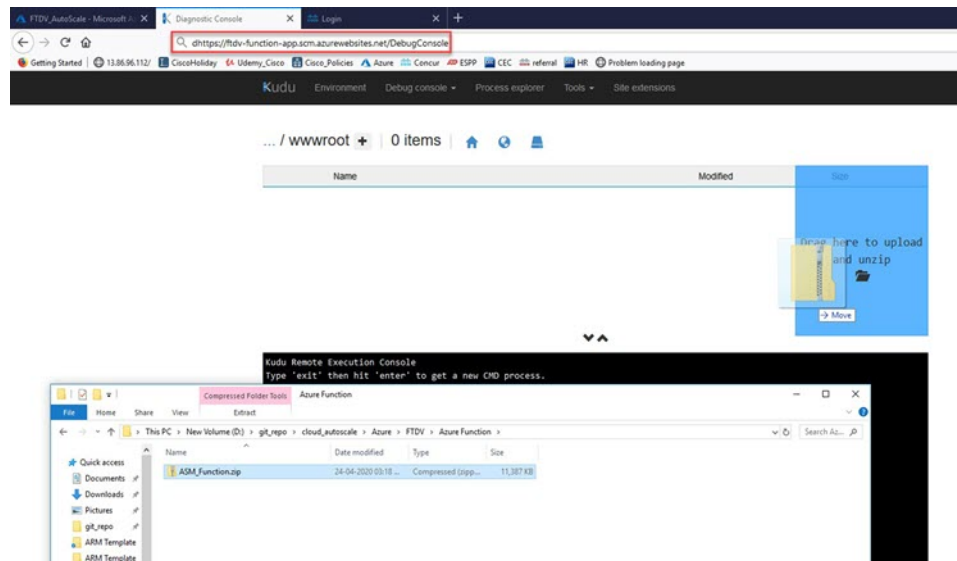 FTDV_AutoScale - Microsoft A
Diagnostic Console
Login
dhttps://ftdv-function-app.scm.azurewebsites.net/DebugConsole
Getting Started
13.86.96.112/
CiscoHoliday
Udemy_Cisco
Cisco_Policies
Azure
Concur
ESPP
CEC
referral
HR
Problem loading page
Kudu
Environment
Debug console
Process explorer
Tools
Site extensions
... / wwwroot + | 0 items
Name
Modified
Size
Drag here to upload
and unzip
Move
Kudu Remote Execution Console
Type 'exit' then hit 'enter' to get a new CMD process.
Compressed Folder Tools
Azure Function
File
Home
Share
View
Extract
This PC > New Volume (D:) > git_repo > cloud_autoscale > Azure > FTDV > Azure Function >
Search Az...
Name
Date modified
Type
Size
Quick access
ASM_Function.zip
24-04-2020 03:18 ...
Compressed (zipp...
11,387 KB
Documents
Downloads
Pictures
git_repo
ARM Template
ARM Template